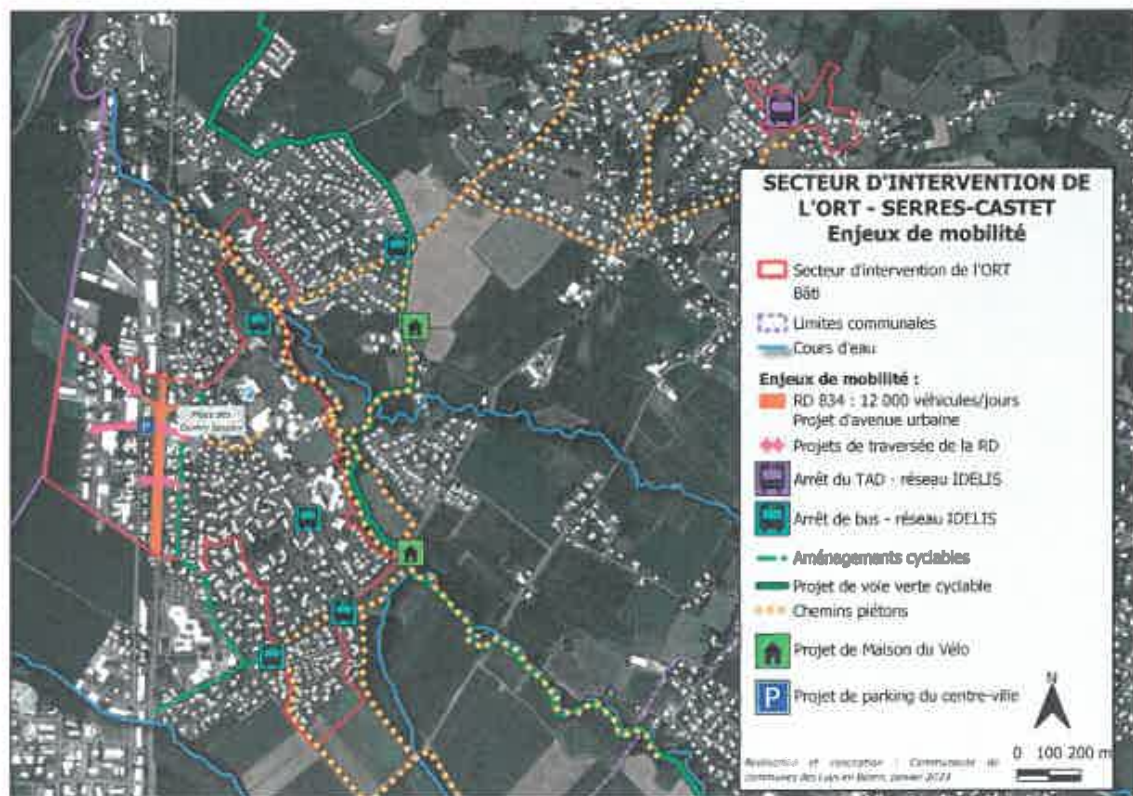 SECTEUR D'INTERVENTION DE
L'ORT - SERRES-CASTET
Enjeux de mobilité
Secteur d'intervention de l'ORT
Bâti
Limites communales
Cours d'eau
Enjeux de mobilité :
RD 834 : 12 000 véhicules/jours
Projet d'avenue urbaine
Projets de traversée de la RD
Arrêt du TAD - réseau IDELIS
Arrêt de bus - réseau IDELIS
Aménagements cyclables
Projet de voie verte cyclable
Chemins piétons
Projet de Maison du Vélo
P Projet de parking du centre-ville
N
0 100 200 m
Réalisation et conception : Communauté de
communes des Luys en Béarn, janvier 2023
Place des
P